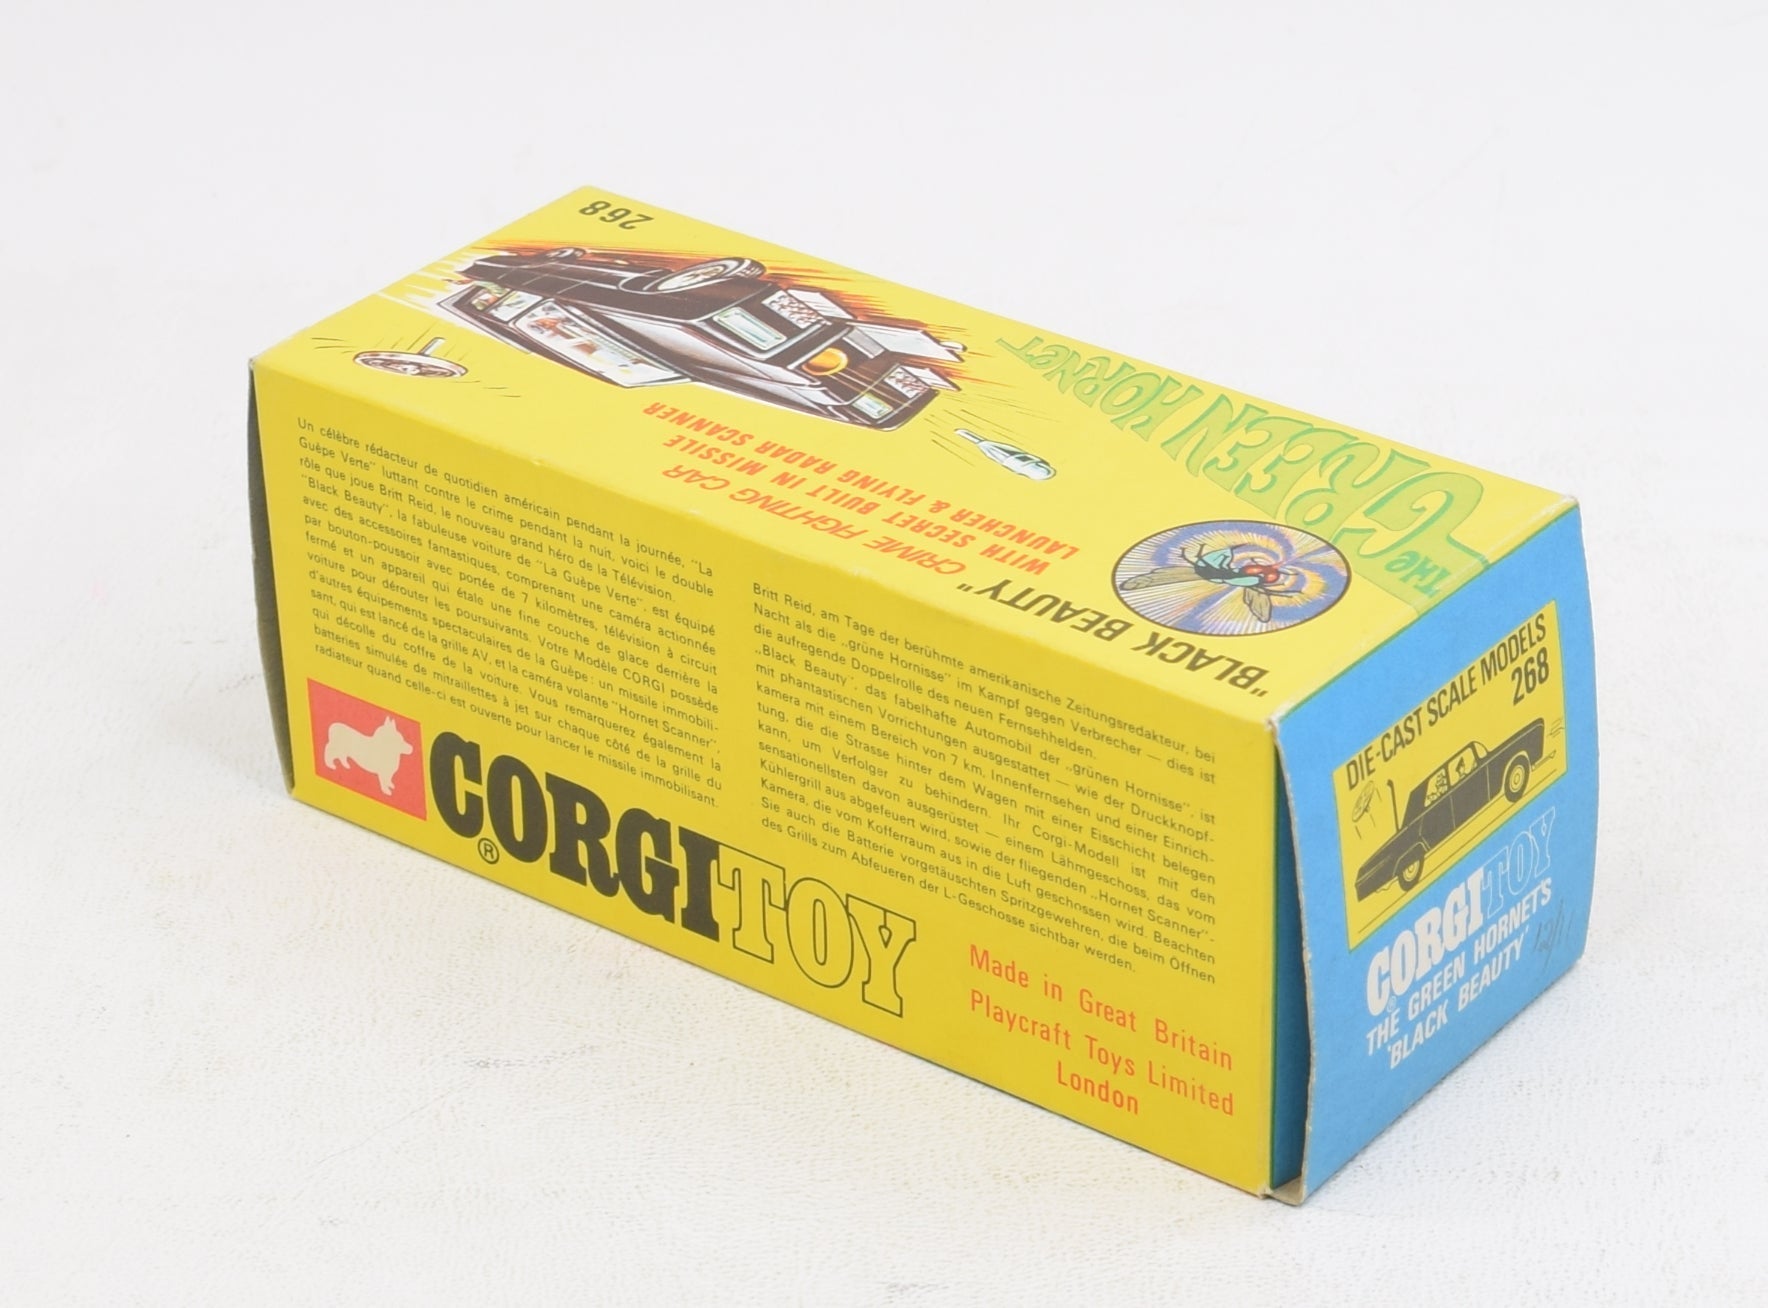 268
THE
GREEN HORNET
"BLACK BEAUTY"
CRIME FIGHTING CAR
WITH SECRET BUILT IN MISSILE
LAUNCHER & FLYING RADAR SCANNER
Un célèbre rédacteur de quotidien américain pendant la journée, "La
Guèpe Verte" luttant contre le crime pendant la nuit, voici le double
rôle que joue Britt Reid, le nouveau grand héro de la Télévision.
"Black Beauty", la fabuleuse voiture de "La Guèpe Verte", est équipé
avec des accessoires fantastiques, comprenant une caméra actionnée
par bouton-poussoir avec portée de 7 kilomètres, télévision à circuit
fermé et un appareil qui étale une fine couche de glace derrière la
voiture pour dérouter les poursuivants. Votre Modèle CORGI possède
d'autres équipements spectaculaires de la Guèpe: un missile immobili-
sant, qui est lancé de la grille AV, et la caméra volante "Hornet Scanner",
qui décolle du coffre de la voiture. Vous remarquerez également la
batteries simulée de mitraillettes à jet sur chaque côté de la grille du
radiateur quand celle-ci est ouverte pour lancer le missile immobilisant.
Britt Reid, am Tage der berühmte amerikanische Zeitungsredakteur, bei
Nacht als die „grüne Hornisse" im Kampf gegen Verbrecher — dies ist
die aufregende Doppelrolle des neuen Fernsehhelden.
„Black Beauty", das fabelhafte Automobil der „grünen Hornisse", ist
mit phantastischen Vorrichtungen ausgestattet — wie der Druckknopf-
kamera mit einem Bereich von 7 km, Innenfernsehen und einer Einrich-
tung, die die Strasse hinter dem Wagen mit einer Eisschicht belegen
kann, um Verfolger zu behindern. Ihr Corgi-Modell ist mit den
sensationellsten davon ausgerüstet — einem Lähmgeschoss, das vom
Kühlergrill aus abgefeuert wird, sowie der fliegenden „Hornet Scanner"-
Kamera, die vom Kofferraum aus in die Luft geschossen wird. Beachten
Sie auch die Batterie vorgetäuschten Spritzgewehren, die beim Öffnen
des Grills zum Abfeueren der L-Geschosse sichtbar werden.
CORGI TOY
®
Made in Great Britain
Playcraft Toys Limited
London
DIE-CAST SCALE MODELS
268
CORGI TOY
®
THE GREEN HORNET'S
'BLACK BEAUTY'